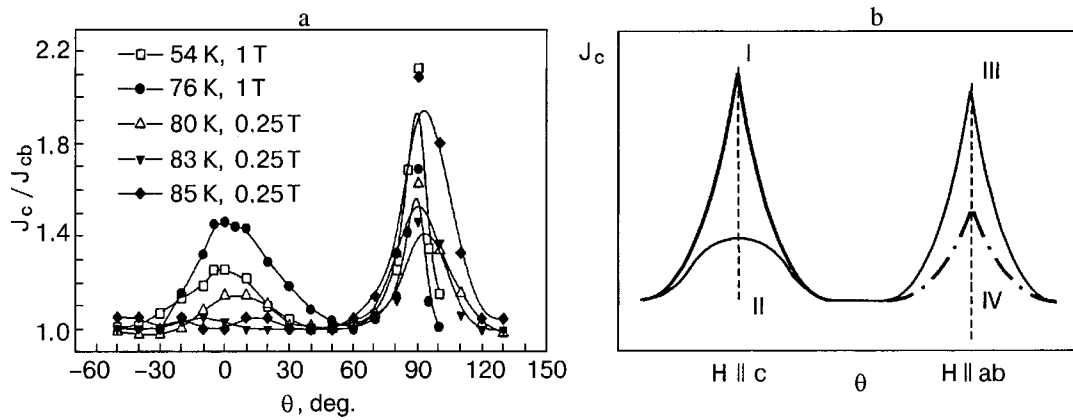 a
b
2.2
1.8
1.4
1.0
J_c / J_cb
54 K, 1 T
76 K, 1 T
80 K, 0.25 T
83 K, 0.25 T
85 K, 0.25 T
−60 −30 0 30 60 90 120 150
θ, deg.
J_c
I
II
III
IV
H || c
θ
H || ab